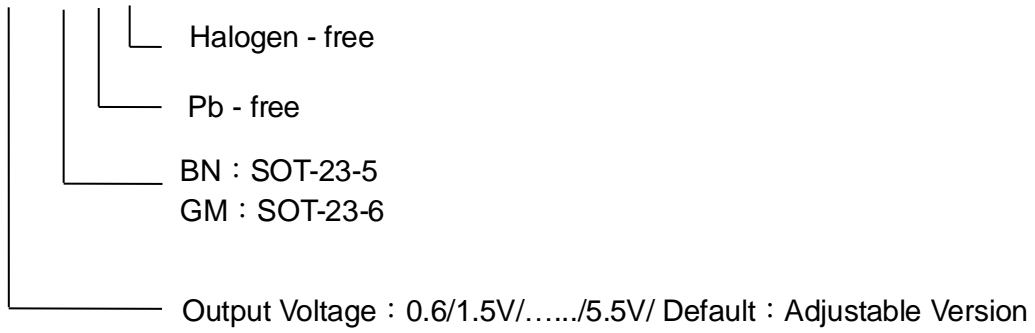 Halogen - free
Pb - free
BN：SOT-23-5
GM：SOT-23-6
Output Voltage：0.6/1.5V/…../5.5V/ Default：Adjustable Version